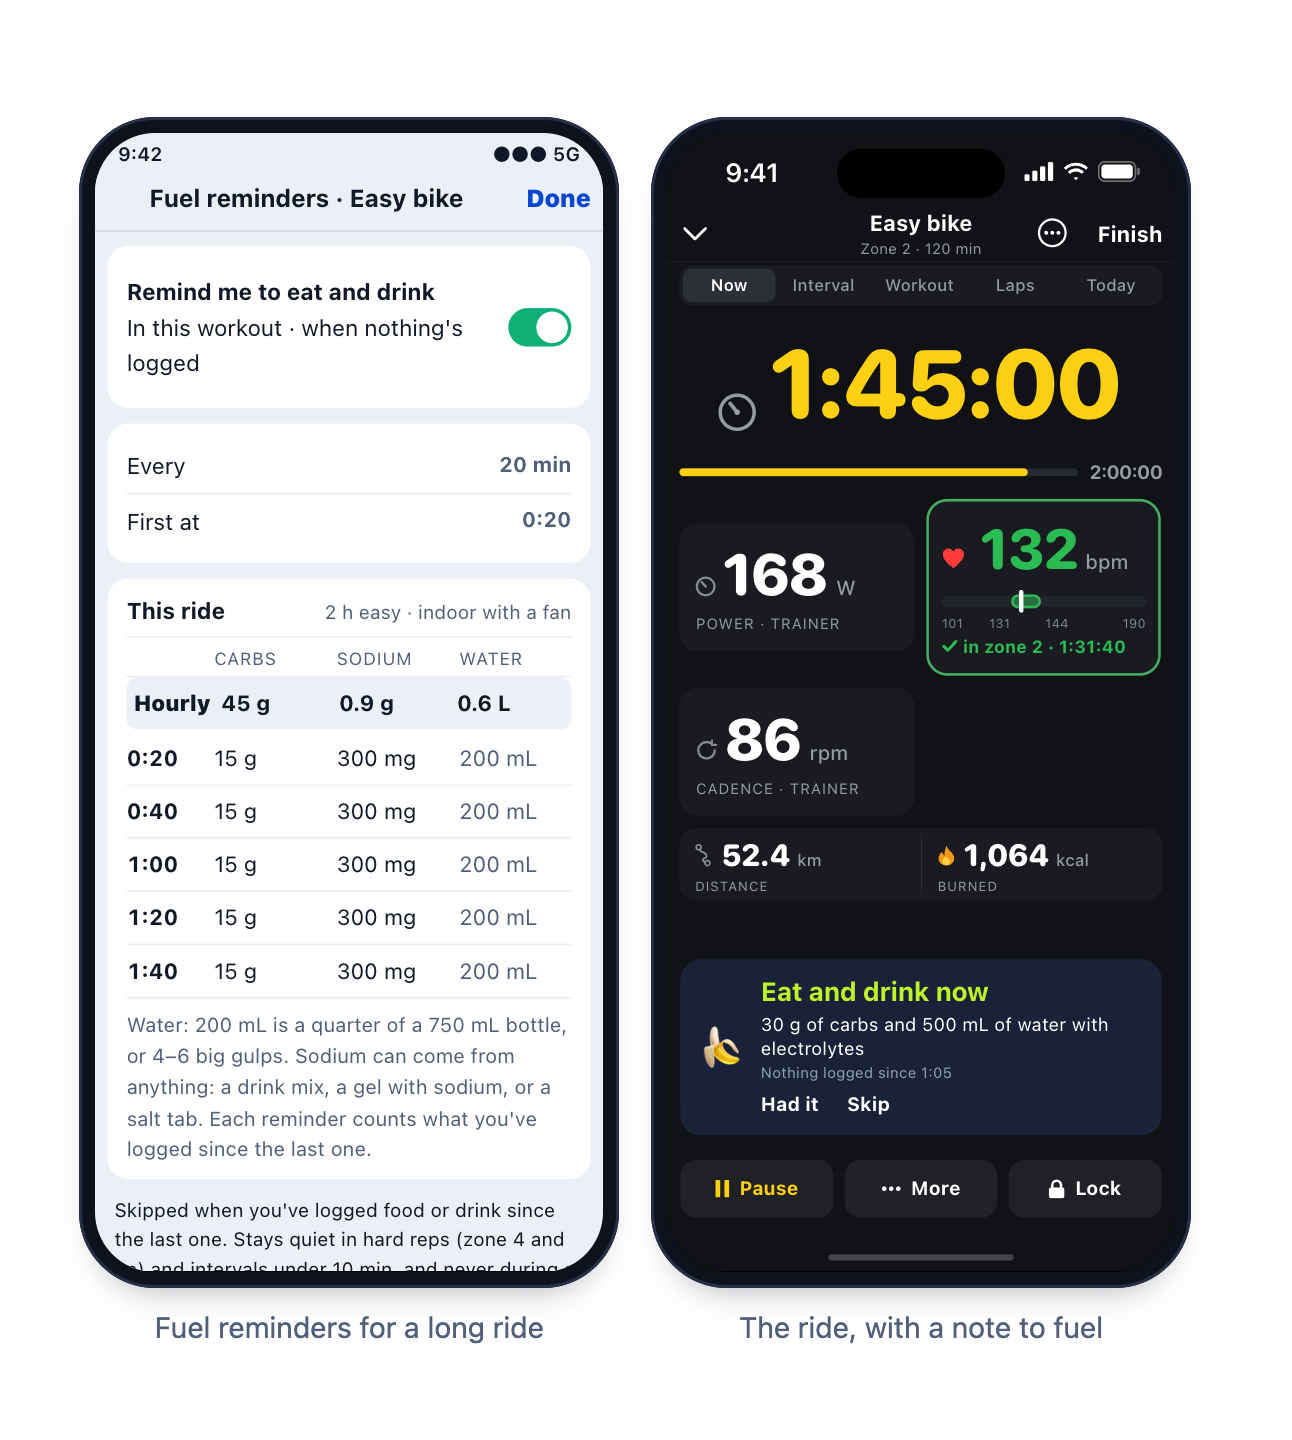 9:42
5G
Fuel reminders · Easy bike
Done
Remind me to eat and drink
In this workout · when nothing's
logged
Every
20 min
First at
0:20
This ride
2 h easy · indoor with a fan
CARBS SODIUM WATER
Hourly 45 g 0.9 g 0.6 L
0:20 15 g 300 mg 200 mL
0:40 15 g 300 mg 200 mL
1:00 15 g 300 mg 200 mL
1:20 15 g 300 mg 200 mL
1:40 15 g 300 mg 200 mL
Water: 200 mL is a quarter of a 750 mL bottle,
or 4–6 big gulps. Sodium can come from
anything: a drink mix, a gel with sodium, or a
salt tab. Each reminder counts what you've
logged since the last one.
Skipped when you've logged food or drink since
the last one. Stays quiet in hard reps (zone 4 and
and intervals under 10 min, and never during
Fuel reminders for a long ride
9:41
Easy bike
Zone 2 · 120 min
Finish
Now Interval Workout Laps Today
1:45:00
2:00:00
168 W
POWER · TRAINER
132 bpm
101 131 144 190
in zone 2 · 1:31:40
86 rpm
CADENCE · TRAINER
52.4 km
DISTANCE
1,064 kcal
BURNED
Eat and drink now
30 g of carbs and 500 mL of water with
electrolytes
Nothing logged since 1:05
Had it Skip
Pause
More
Lock
The ride, with a note to fuel